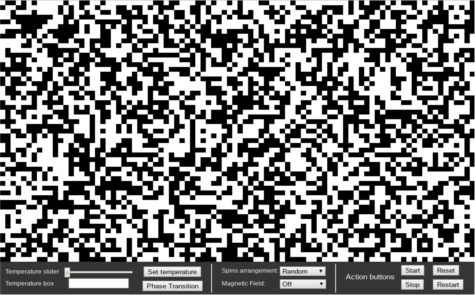 Temperature slider
Set temperature
Spins arrangement: Random
Start
Reset
Temperature box
Phase Transition
Magnetic Field: Off
Action buttons
Stop
Restart